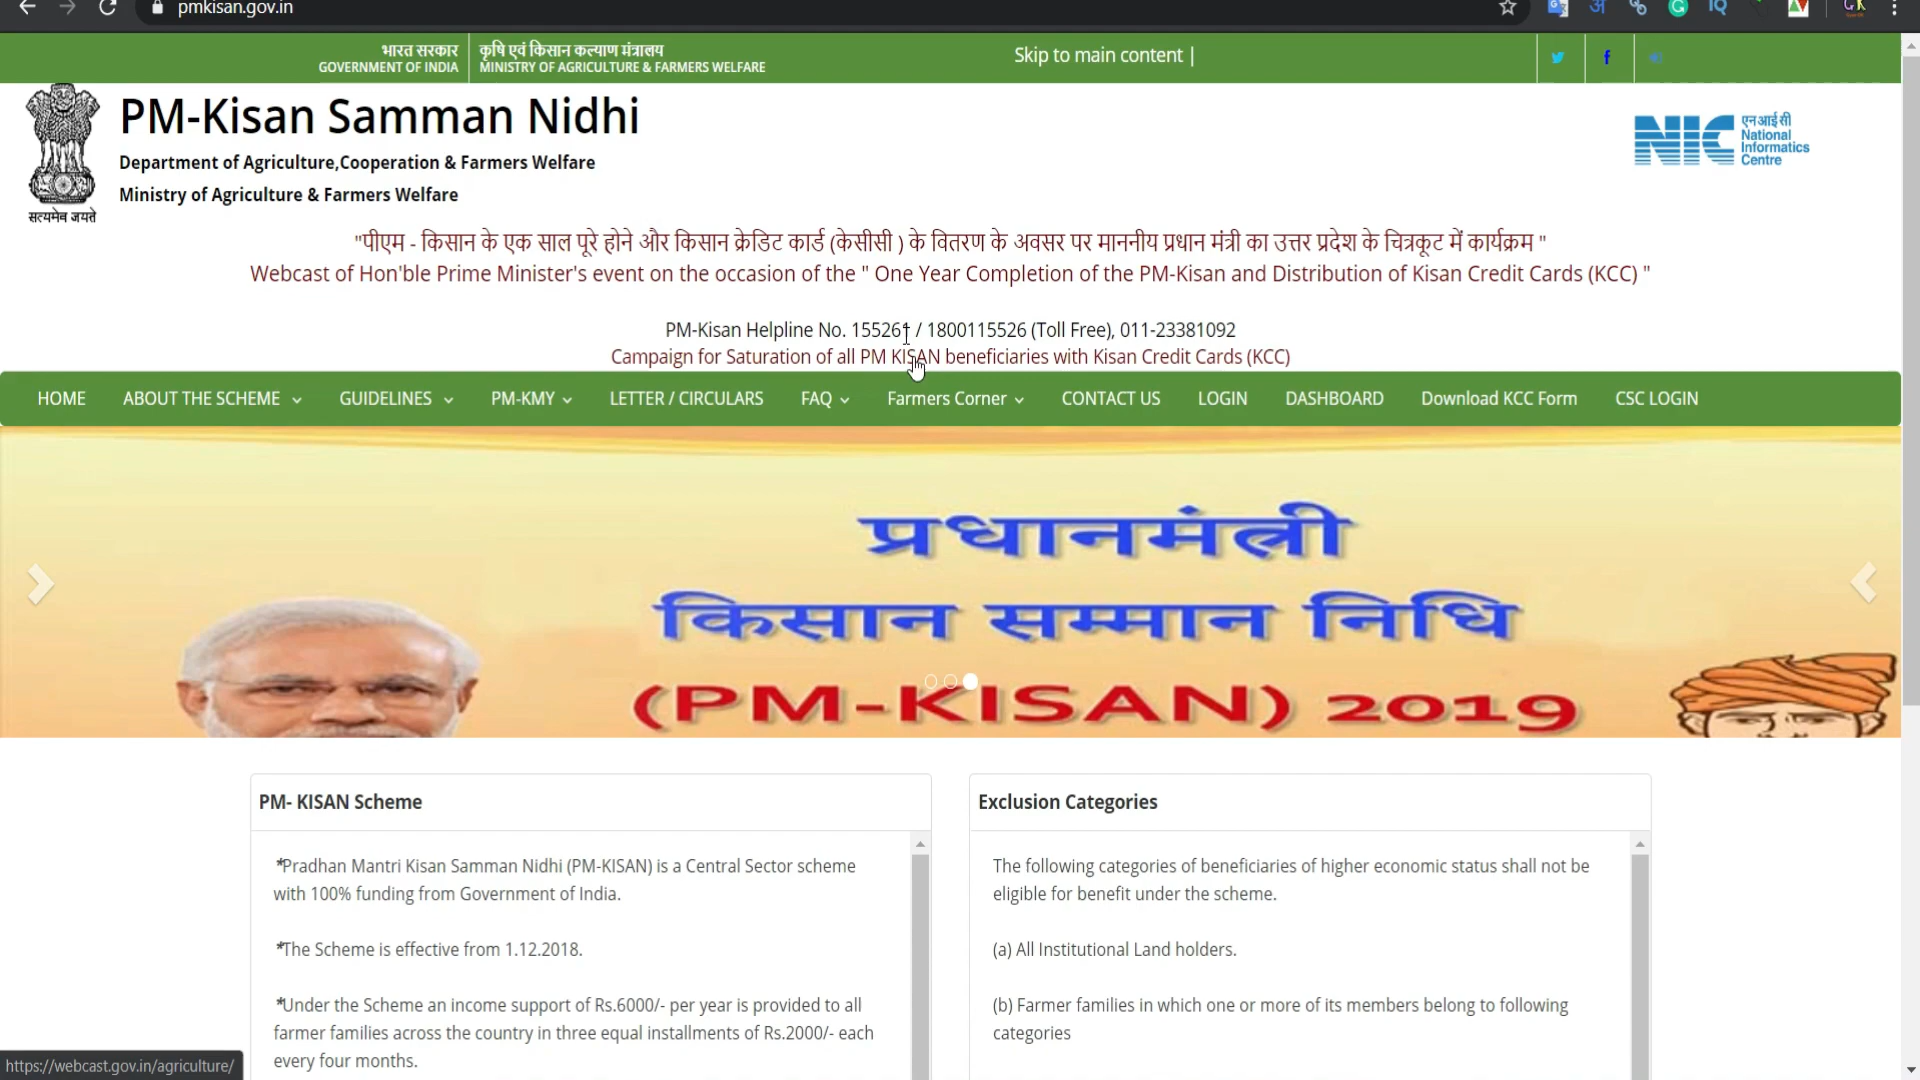 pmkisan.gov.in
भारत सरकार
GOVERNMENT OF INDIA
कृषि एवं किसान कल्याण मंत्रालय
MINISTRY OF AGRICULTURE & FARMERS WELFARE
Skip to main content |
PM-Kisan Samman Nidhi
Department of Agriculture,Cooperation & Farmers Welfare
Ministry of Agriculture & Farmers Welfare
सत्यमेव जयते
NIC
एन आई सी
National
Informatics
Centre
"पीएम - किसान के एक साल पूरे होने और किसान क्रेडिट कार्ड (केसीसी ) के वितरण के अवसर पर माननीय प्रधान मंत्री का उत्तर प्रदेश के चित्रकूट में कार्यक्रम "
Webcast of Hon'ble Prime Minister's event on the occasion of the " One Year Completion of the PM-Kisan and Distribution of Kisan Credit Cards (KCC) "
PM-Kisan Helpline No. 155261 / 1800115526 (Toll Free), 011-23381092
Campaign for Saturation of all PM KISAN beneficiaries with Kisan Credit Cards (KCC)
HOME ABOUT THE SCHEME GUIDELINES PM-KMY LETTER / CIRCULARS FAQ Farmers Corner CONTACT US LOGIN DASHBOARD Download KCC Form CSC LOGIN
प्रधानमंत्री
किसान सम्मान निधि
(PM-KISAN) 2019
PM- KISAN Scheme
*Pradhan Mantri Kisan Samman Nidhi (PM-KISAN) is a Central Sector scheme
with 100% funding from Government of India.
*The Scheme is effective from 1.12.2018.
*Under the Scheme an income support of Rs.6000/- per year is provided to all
farmer families across the country in three equal installments of Rs.2000/- each
every four months.
Exclusion Categories
The following categories of beneficiaries of higher economic status shall not be
eligible for benefit under the scheme.
(a) All Institutional Land holders.
(b) Farmer families in which one or more of its members belong to following
categories
https://webcast.gov.in/agriculture/